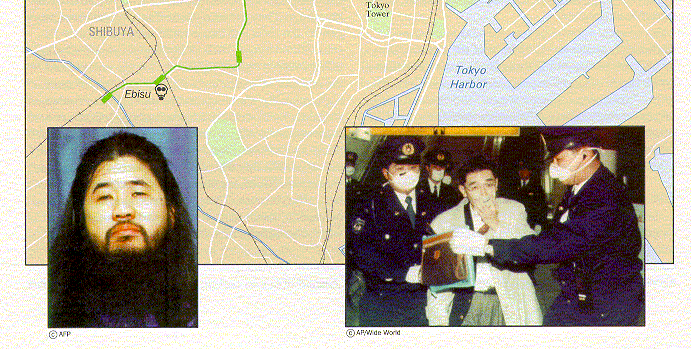 Tokyo
Tower
SHIBUYA
Tokyo
Harbor
Ebisu
© AFP
© AP/Wide World